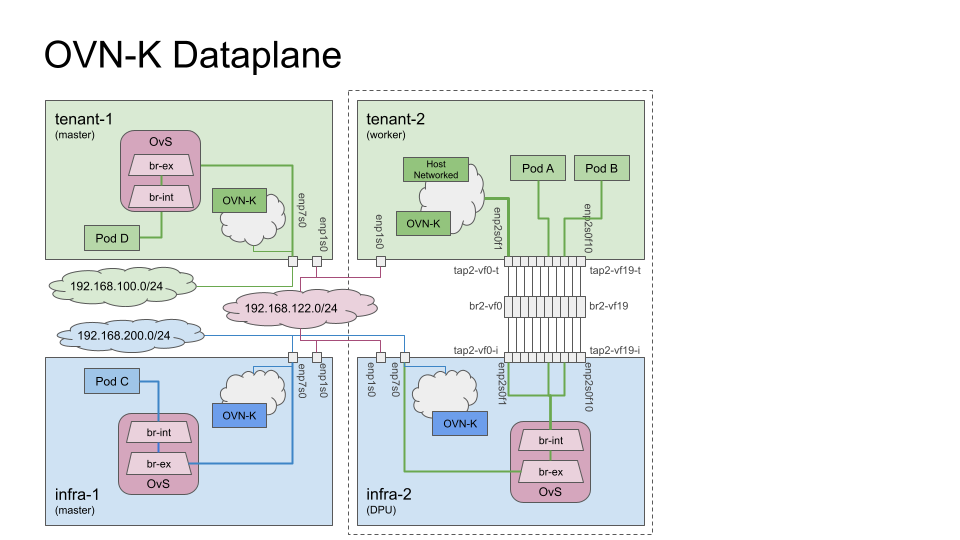 OVN-K Dataplane
tenant-1
(master)
OvS
br-ex
br-int
Pod D
OVN-K
enp7s0
enp1s0
tenant-2
(worker)
Host
Networked
OVN-K
Pod A
Pod B
enp1s0
enp2s0f1
enp2s0f10
tap2-vf0-t
tap2-vf19-t
192.168.100.0/24
192.168.122.0/24
br2-vf0
br2-vf19
192.168.200.0/24
tap2-vf0-i
tap2-vf19-i
Pod C
OVN-K
enp7s0
enp1s0
br-int
br-ex
OvS
infra-1
(master)
enp1s0
enp7s0
OVN-K
enp2s0f1
enp2s0f10
br-int
br-ex
OvS
infra-2
(DPU)